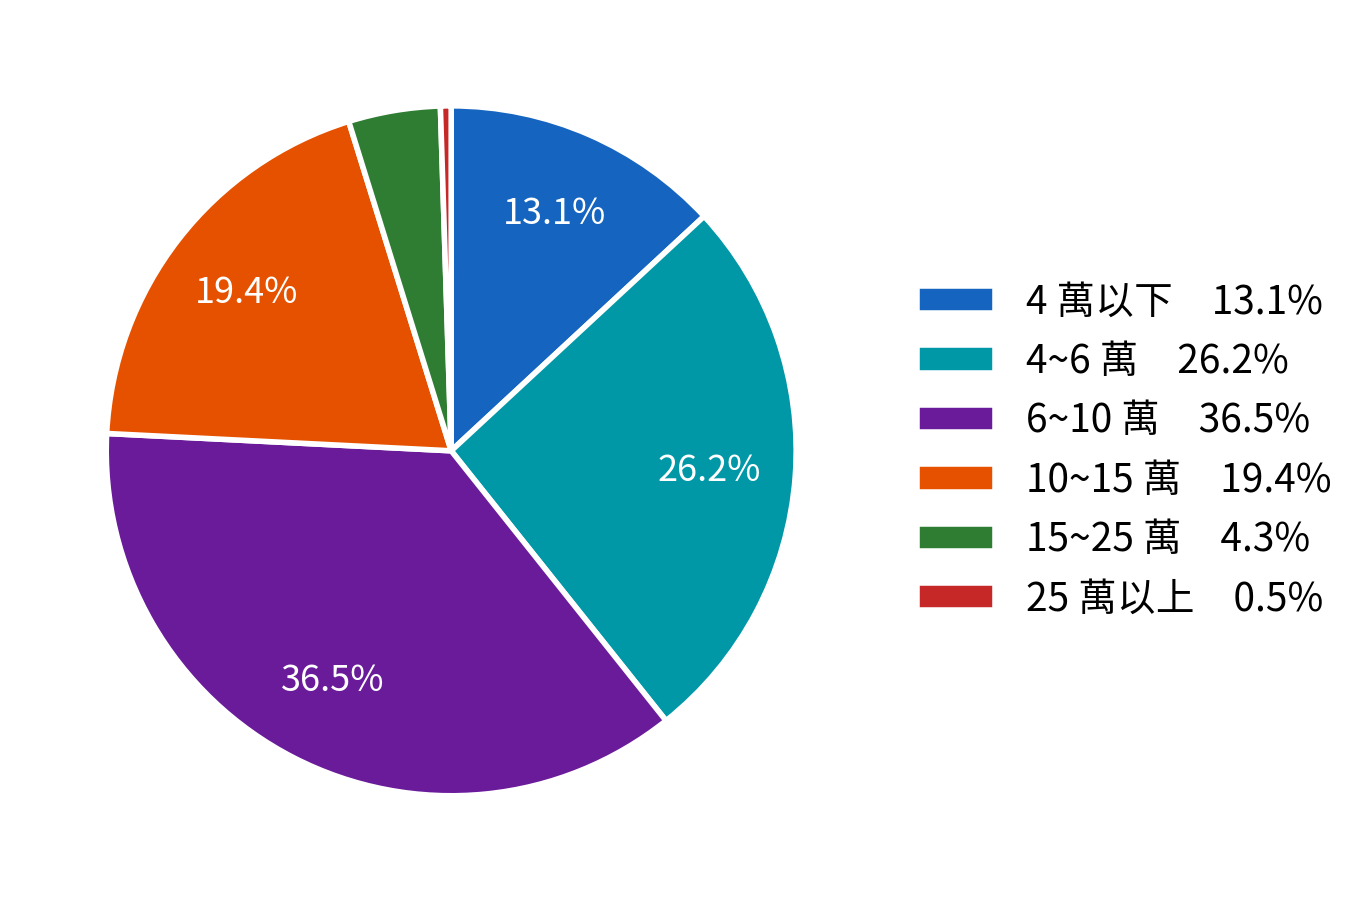 13.1%
19.4%
26.2%
36.5%
4 萬以下 13.1%
4~6 萬 26.2%
6~10 萬 36.5%
10~15 萬 19.4%
15~25 萬 4.3%
25 萬以上 0.5%